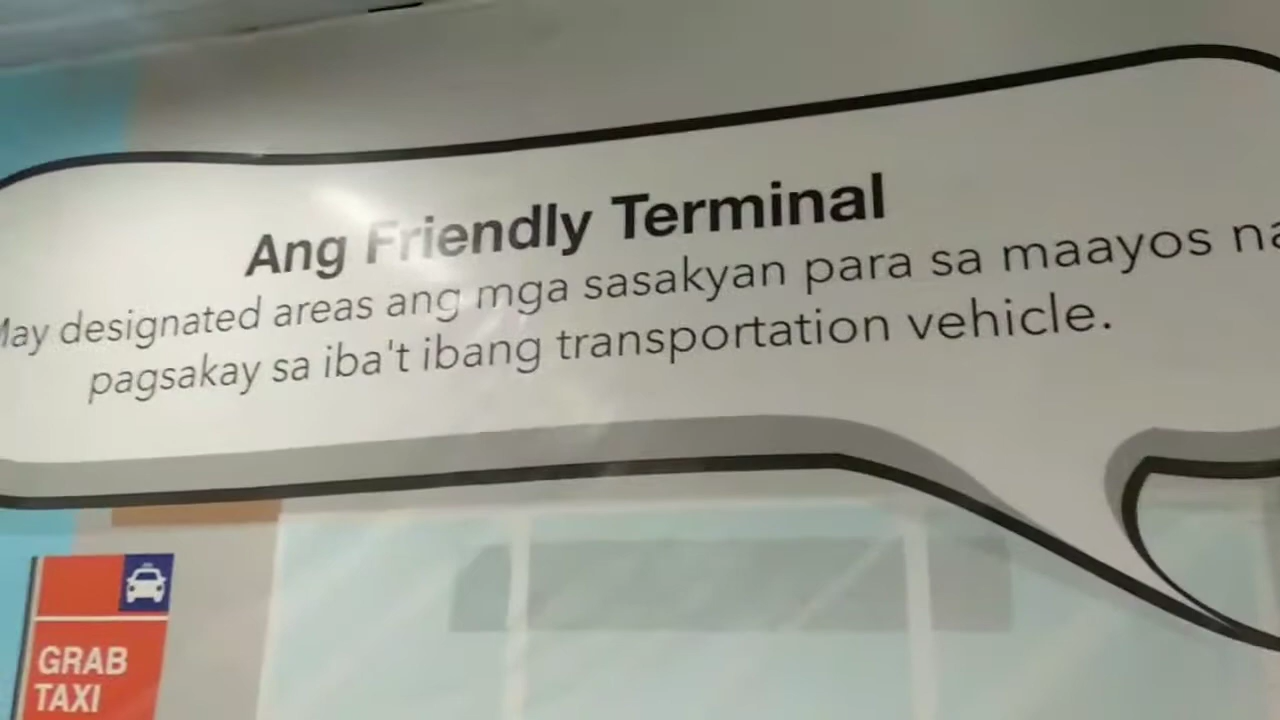 Ang Friendly Terminal
May designated areas ang mga sasakyan para sa maayos na
pagsakay sa iba't ibang transportation vehicle.
GRAB
TAXI